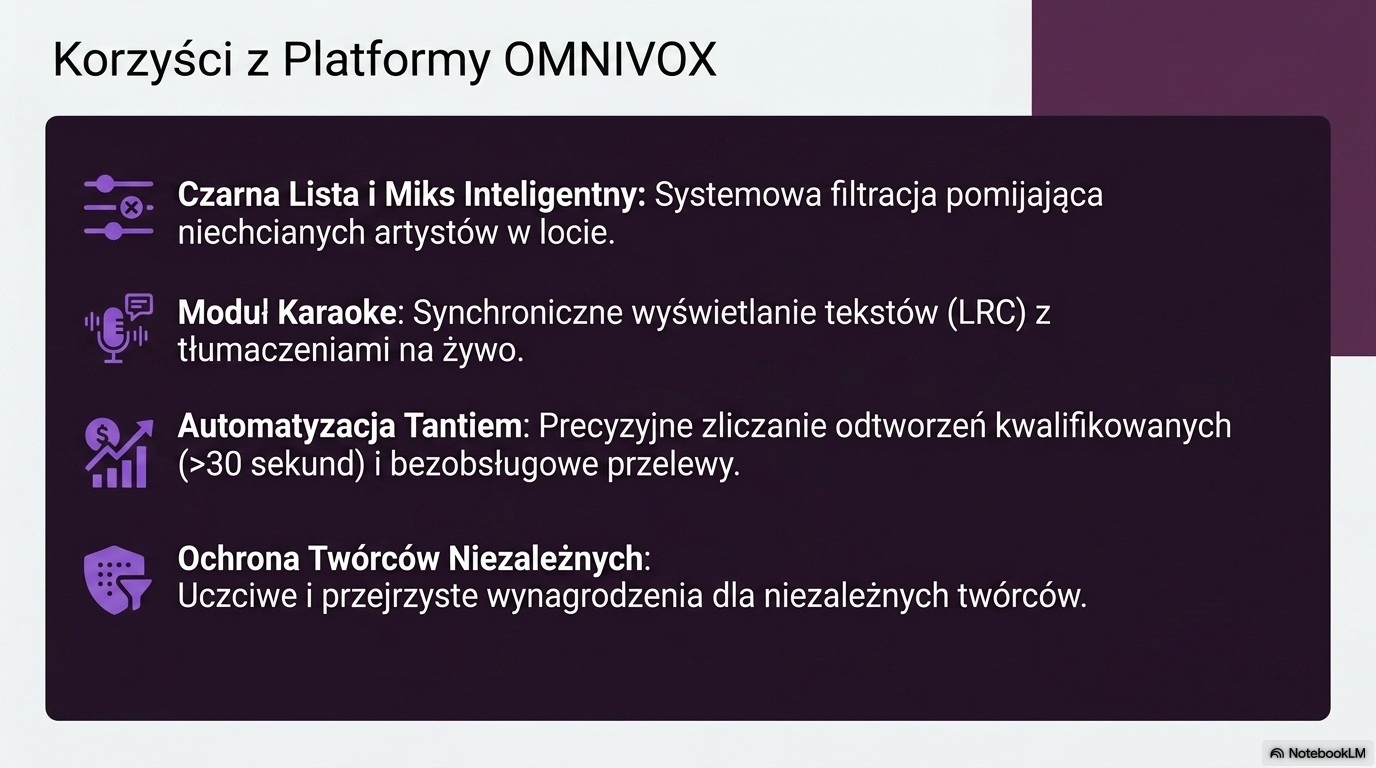 Korzyści z Platformy OMNIVOX
Czarna Lista i Miks Inteligentny: Systemowa filtracja pomijająca
niechcianych artystów w locie.
Moduł Karaoke: Synchroniczne wyświetlanie tekstów (LRC) z
tłumaczeniami na żywo.
Automatyzacja Tantiem: Precyzyjne zliczanie odtworzeń kwalifikowanych
(>30 sekund) i bezobsługowe przelewy.
Ochrona Twórców Niezależnych:
Uczciwe i przejrzyste wynagrodzenia dla niezależnych twórców.
NotebookLM